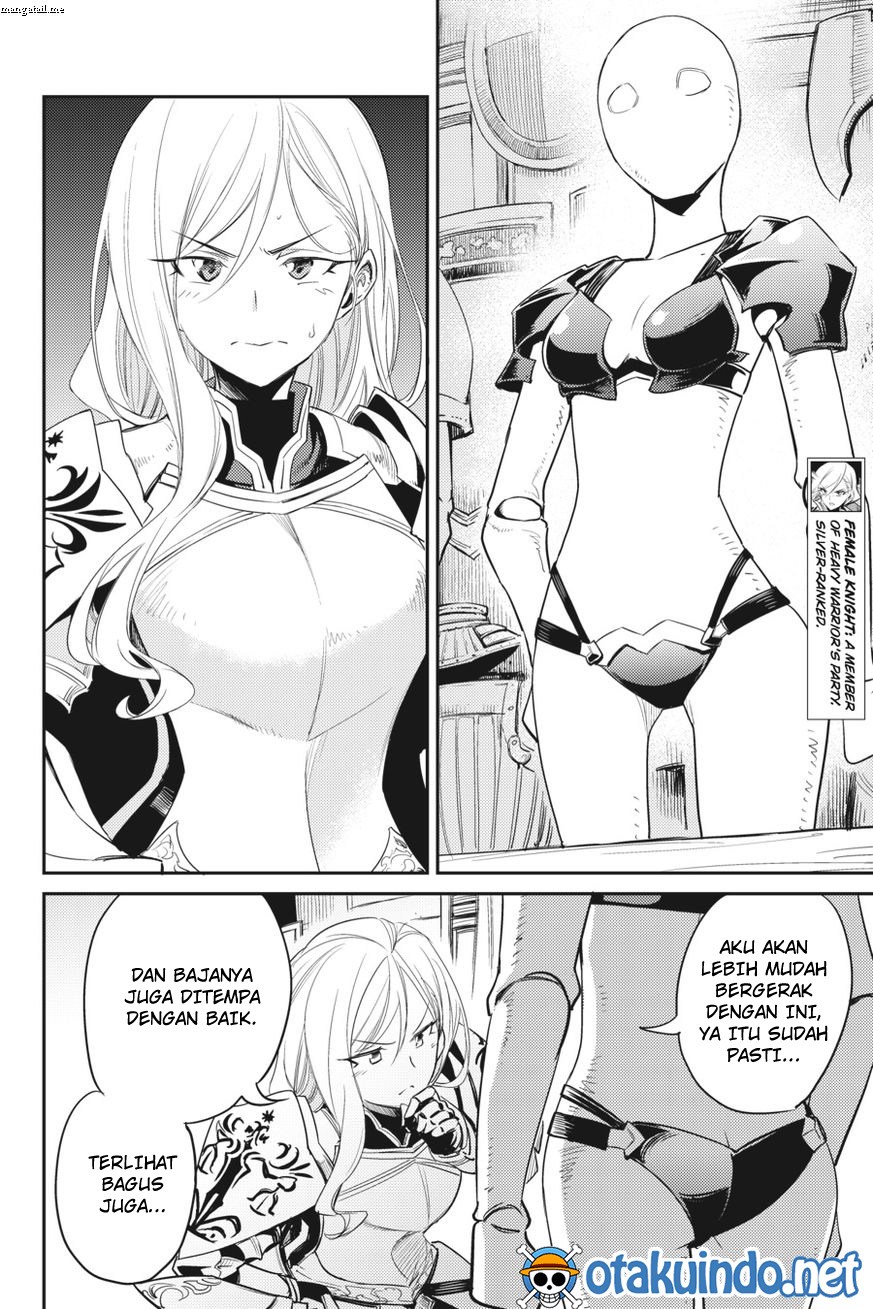 mangatail.me
FEMALE KNIGHT: A MEMBER
OF HEAVY WARRIOR'S PARTY.
SILVER-RANKED.
AKU AKAN
LEBIH MUDAH
BERGERAK
DENGAN INI,
YA ITU SUDAH
PASTI...
DAN BAJANYA
JUGA DITEMPA
DENGAN BAIK.
TERLIHAT
BAGUS
JUGA...
otakuindo.net